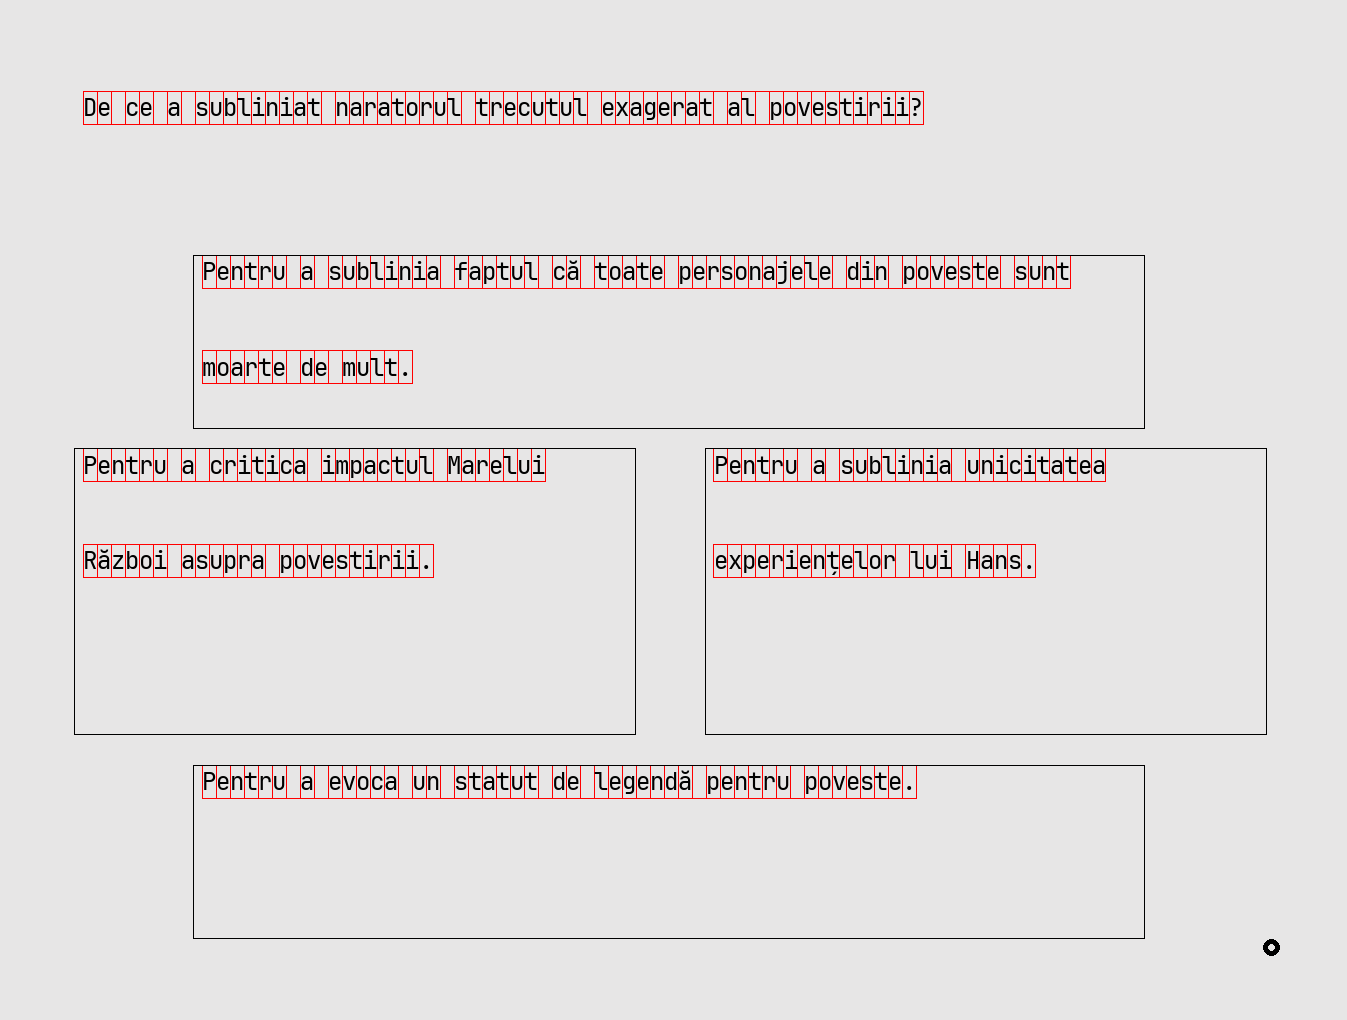 De ce a subliniat naratorul trecutul exagerat al povestirii?
Pentru a sublinia faptul că toate personajele din poveste sunt
moarte de mult.
Pentru a critica impactul Marelui
Război asupra povestirii.
Pentru a sublinia unicitatea
experiențelor lui Hans.
Pentru a evoca un statut de legendă pentru poveste.